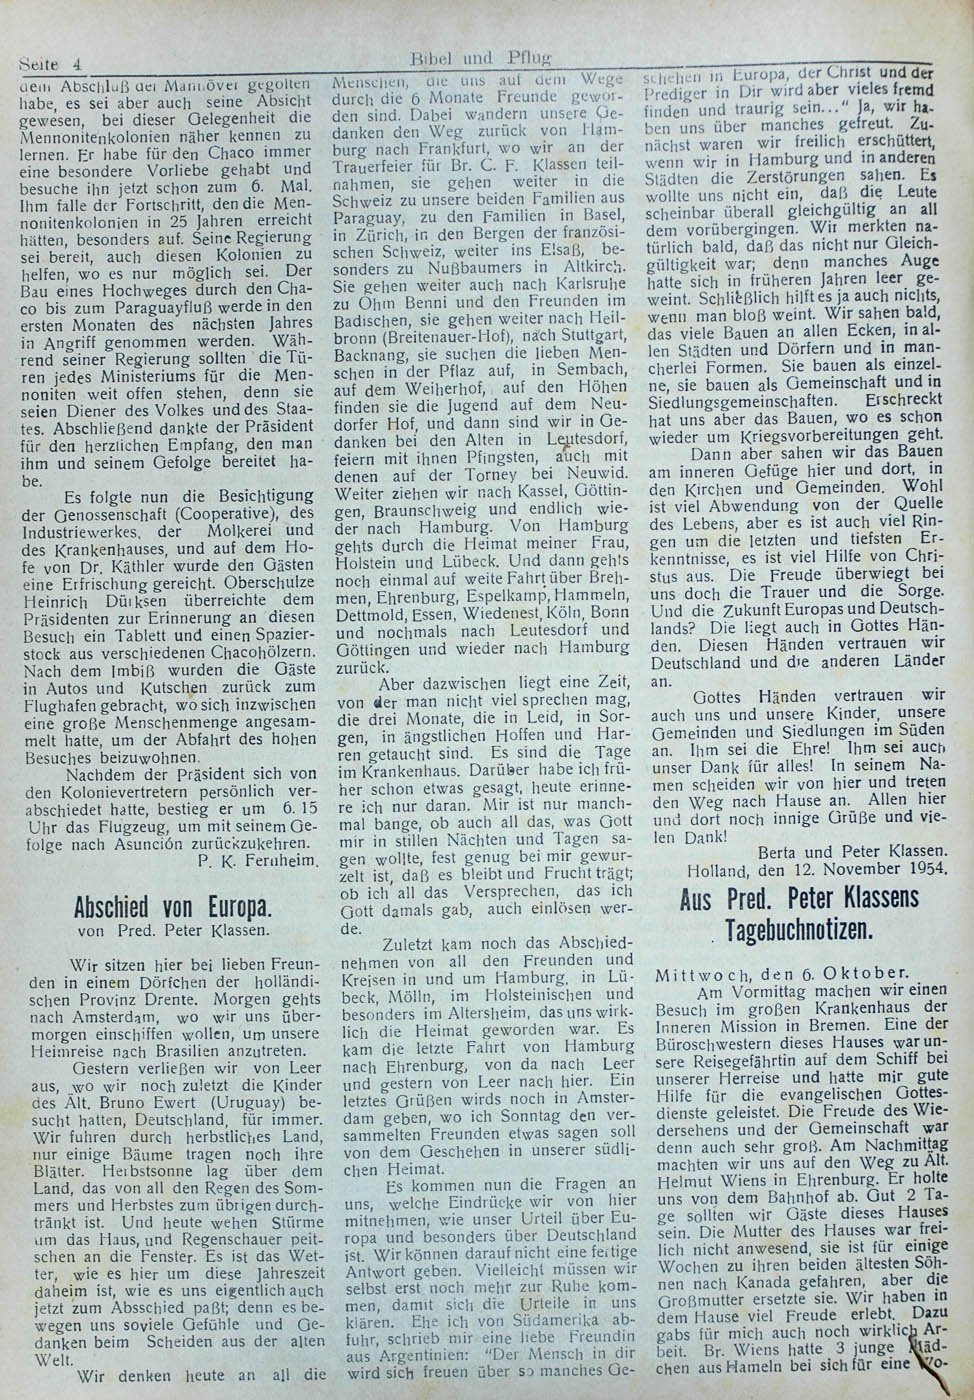 Seite 4
Bibel und Pflug
dem Abschluß der Manöver gegolten
habe, es sei aber auch seine Absicht
gewesen, bei dieser Gelegenheit die
Mennonitenkolonien näher kennen zu
lernen. Er habe für den Chaco immer
eine besondere Vorliebe gehabt und
besuche ihn jetzt schon zum 6. Mal.
Ihm falle der Fortschritt, den die Men-
nonitenkolonien in 25 Jahren erreicht
hätten, besonders auf. Seine Regierung
sei bereit, auch diesen Kolonien zu
helfen, wo es nur möglich sei. Der
Bau eines Hochweges durch den Cha-
co bis zum Paraguayfluß werde in den
ersten Monaten des nächsten Jahres
in Angriff genommen werden. Wäh-
rend seiner Regierung sollten die Tü-
ren jedes Ministeriums für die Men-
noniten weit offen stehen, denn sie
seien Diener des Volkes und des Staa-
tes. Abschließend dankte der Präsident
für den herzlichen Empfang, den man
ihm und seinem Gefolge bereitet ha-
be.
Es folgte nun die Besichtigung
der Genossenschaft (Cooperative), des
Industriewerkes, der Molkerei und
des Krankenhauses, und auf dem Ho-
fe von Dr. Käthler wurde den Gästen
eine Erfrischung gereicht. Oberschulze
Heinrich Dürksen überreichte dem
Präsidenten zur Erinnerung an diesen
Besuch ein Tablett und einen Spazier-
stock aus verschiedenen Chacohölzern.
Nach dem Imbiß wurden die Gäste
in Autos und Kutschen zurück zum
Flughafen gebracht, wo sich inzwischen
eine große Menschenmenge angesam-
melt hatte, um der Abfahrt des hohen
Besuches beizuwohnen.
Nachdem der Präsident sich von
den Kolonievertretern persönlich ver-
abschiedet hatte, bestieg er um 6.15
Uhr das Flugzeug, um mit seinem Ge-
folge nach Asunción zurückzukehren.
P. K. Fernheim.
Abschied von Europa.
von Pred. Peter Klassen.
Wir sitzen hier bei lieben Freun-
den in einem Dörfchen der holländi-
schen Provinz Drente. Morgen gehts
nach Amsterdam, wo wir uns über-
morgen einschiffen wollen, um unsere
Heimreise nach Brasilien anzutreten.
Gestern verließen wir von Leer
aus, wo wir noch zuletzt die Kinder
des Ält. Bruno Ewert (Uruguay) be-
sucht hatten, Deutschland, für immer.
Wir fuhren durch herbstliches Land,
nur einige Bäume tragen noch ihre
Blätter. Herbstsonne lag über dem
Land, das von all den Regen des Som-
mers und Herbstes zum übrigen durch-
tränkt ist. Und heute wehen Stürme
um das Haus, und Regenschauer peit-
schen an die Fenster. Es ist das Wet-
ter, wie es hier um diese Jahreszeit
daheim ist, wie es uns eigentlich auch
jetzt zum Absschied paßt; denn es be-
wegen uns soviele Gefühle und Ge-
danken beim Scheiden aus der alten
Welt.
Wir denken heute an all die
Menschen, die uns auf dem Wege
durch die 6 Monate Freunde gewor-
den sind. Dabei wandern unsere Ge-
danken den Weg zurück von Ham-
burg nach Frankfurt, wo wir an der
Trauerfeier für Br. C. F. Klassen teil-
nahmen, sie gehen weiter in die
Schweiz zu unsere beiden Familien aus
Paraguay, zu den Familien in Basel,
in Zürich, in den Bergen der französi-
schen Schweiz, weiter ins Elsaß, be-
sonders zu Nußbaumers in Altkirch.
Sie gehen weiter auch nach Karlsruhe
zu Ohm Benni und den Freunden im
Badischen, sie gehen weiter nach Heil-
bronn (Breitenauer-Hof), nach Stuttgart,
Backnang, sie suchen die lieben Men-
schen in der Pflaz auf, in Sembach,
auf dem Weiherhof, auf den Höhen
finden sie die Jugend auf dem Neu-
dorfer Hof, und dann sind wir in Ge-
danken bei den Alten in Leutesdorf,
feiern mit ihnen Pfingsten, auch mit
denen auf der Torney bei Neuwid.
Weiter ziehen wir nach Kassel, Göttin-
gen, Braunschweig und endlich wie-
der nach Hamburg. Von Hamburg
gehts durch die Heimat meiner Frau,
Holstein und Lübeck. Und dann gehts
noch einmal auf weite Fahrt über Breh-
men, Ehrenburg, Espelkamp, Hammeln,
Dettmold, Essen, Wiedenest, Köln, Bonn
und nochmals nach Leutesdorf und
Göttingen und wieder nach Hamburg
zurück.
Aber dazwischen liegt eine Zeit,
von der man nicht viel sprechen mag,
die drei Monate, die in Leid, in Sor-
gen, in ängstlichen Hoffen und Har-
ren getaucht sind. Es sind die Tage
im Krankenhaus. Darüber habe ich frü-
her schon etwas gesagt, heute erinne-
re ich nur daran. Mir ist nur manch-
mal bange, ob auch all das, was Gott
mir in stillen Nächten und Tagen sa-
gen wollte, fest genug bei mir gewur-
zelt ist, daß es bleibt und Frucht trägt;
ob ich all das Versprechen, das ich
Gott damals gab, auch einlösen wer-
de.
Zuletzt kam noch das Abschied-
nehmen von all den Freunden und
Kreisen in und um Hamburg, in Lü-
beck, Mölln, im Holsteinischen und
besonders im Altersheim, das uns wirk-
lich die Heimat geworden war. Es
kam die letzte Fahrt von Hamburg
nach Ehrenburg, von da nach Leer
und gestern von Leer nach hier. Ein
letztes Grüßen wirds noch in Amster-
dam geben, wo ich Sonntag den ver-
sammelten Freunden etwas sagen soll
von dem Geschehen in unserer südli-
chen Heimat.
Es kommen nun die Fragen an
uns, welche Eindrücke wir von hier
mitnehmen, wie unser Urteil über Eu-
ropa und besonders über Deutschland
ist. Wir können darauf nicht eine fertige
Antwort geben. Vielleicht müssen wir
selbst erst noch mehr zur Ruhe kom-
men, damit sich die Urteile in uns
klären. Ehe ich von Südamerika ab-
fuhr, schrieb mir eine liebe Freundin
aus Argentinien: "Der Mensch in dir
wird sich freuen über so manches Ge-
schehen in Europa, der Christ und der
Prediger in Dir wird aber vieles fremd
finden und traurig sein..." Ja, wir ha-
ben uns über manches gefreut. Zu-
nächst waren wir freilich erschüttert,
wenn wir in Hamburg und in anderen
Städten die Zerstörungen sahen. Es
wollte uns nicht ein, daß die Leute
scheinbar überall gleichgültig an all
dem vorübergingen. Wir merkten na-
türlich bald, daß das nicht nur Gleich-
gültigkeit war; denn manches Auge
hatte sich in früheren Jahren leer ge-
weint. Schließlich hilft es ja auch nichts,
wenn man bloß weint. Wir sahen bald,
das viele Bauen an allen Ecken, in al-
len Städten und Dörfern und in man-
cherlei Formen. Sie bauen als einzel-
ne, sie bauen als Gemeinschaft und in
Siedlungsgemeinschaften. Erschreckt
hat uns aber das Bauen, wo es schon
wieder um Kriegsvorbereitungen geht.
Dann aber sahen wir das Bauen
am inneren Gefüge hier und dort, in
den Kirchen und Gemeinden. Wohl
ist viel Abwendung von der Quelle
des Lebens, aber es ist auch viel Rin-
gen um die letzten und tiefsten Er-
kenntnisse, es ist viel Hilfe von Chri-
stus aus. Die Freude überwiegt bei
uns doch die Trauer und die Sorge.
Und die Zukunft Europas und Deutsch-
lands? Die liegt auch in Gottes Hän-
den. Diesen Händen vertrauen wir
Deutschland und die anderen Länder
an.
Gottes Händen vertrauen wir
auch uns und unsere Kinder, unsere
Gemeinden und Siedlungen im Süden
an. Ihm sei die Ehre! Ihm sei auch
unser Dank für alles! In seinem Na-
men scheiden wir von hier und treten
den Weg nach Hause an. Allen hier
und dort noch innige Grüße und vie-
len Dank!
Berta und Peter Klassen.
Holland, den 12. November 1954.
Aus Pred. Peter Klassens
Tagebuchnotizen.
Mittwoch, den 6. Oktober.
Am Vormittag machen wir einen
Besuch im großen Krankenhaus der
Inneren Mission in Bremen. Eine der
Büroschwestern dieses Hauses war un-
sere Reisegefährtin auf dem Schiff bei
unserer Herreise und hatte mir gute
Hilfe für die evangelischen Gottes-
dienste geleistet. Die Freude des Wie-
dersehens und der Gemeinschaft war
denn auch sehr groß. Am Nachmittag
machten wir uns auf den Weg zu Ält.
Helmut Wiens in Ehrenburg. Er holte
uns von dem Bahnhof ab. Gut 2 Ta-
ge sollten wir Gäste dieses Hauses
sein. Die Mutter des Hauses war frei-
lich nicht anwesend, sie ist für einige
Wochen zu ihren beiden ältesten Söh-
nen nach Kanada gefahren, aber die
Großmutter ersetzte sie. Wir haben in
dem Hause viel Freude erlebt. Dazu
gabs für mich auch noch wirklich Ar-
beit. Br. Wiens hatte 3 junge Mäd-
chen aus Hameln bei sich für eine Wo-